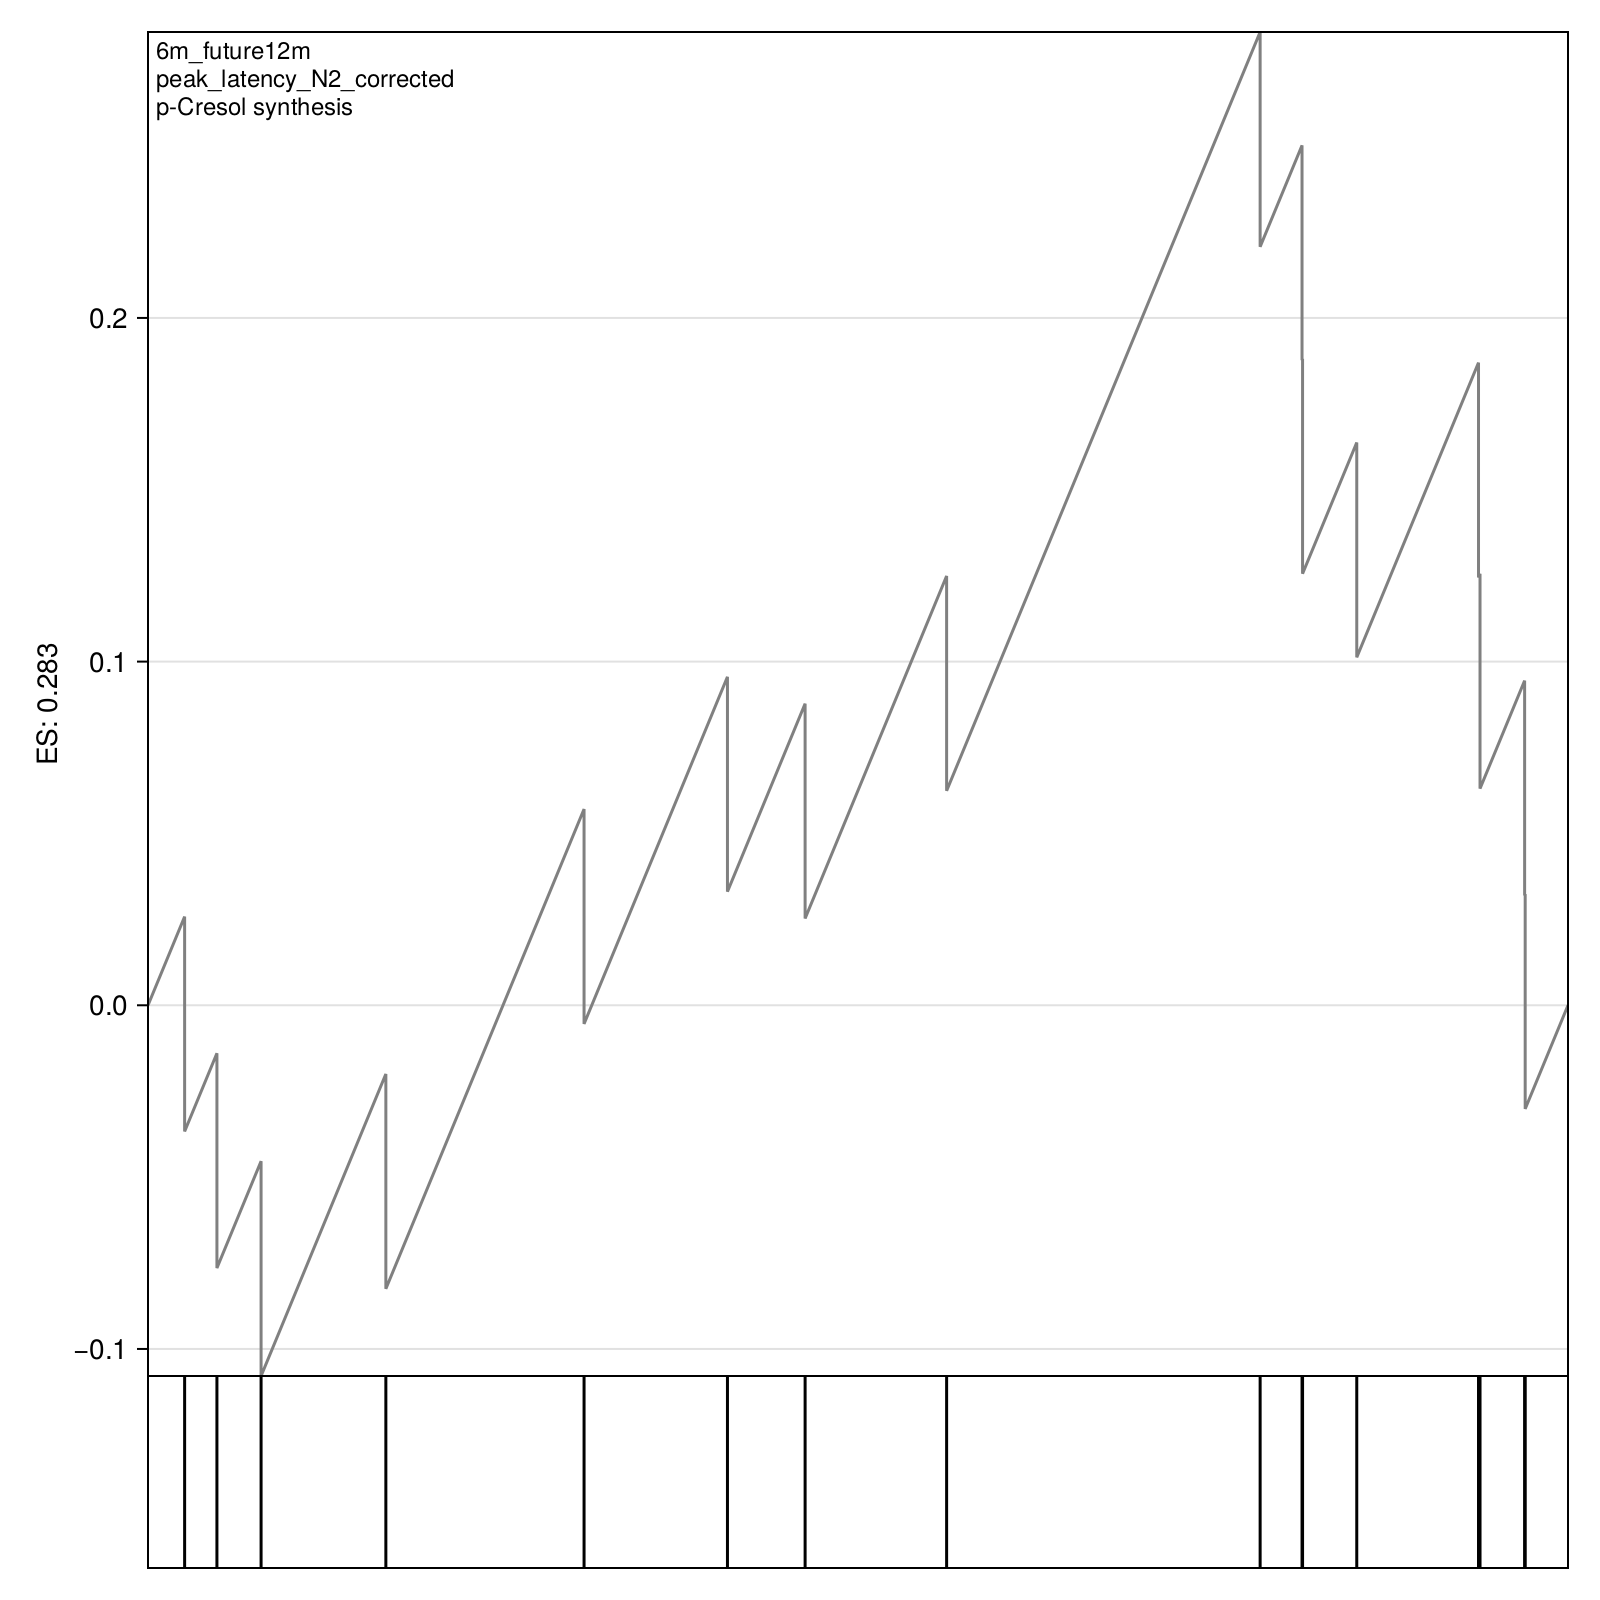 6m_future12m
peak_latency_N2_corrected
p-Cresol synthesis
0.2
0.1
0.0
−0.1
ES: 0.283